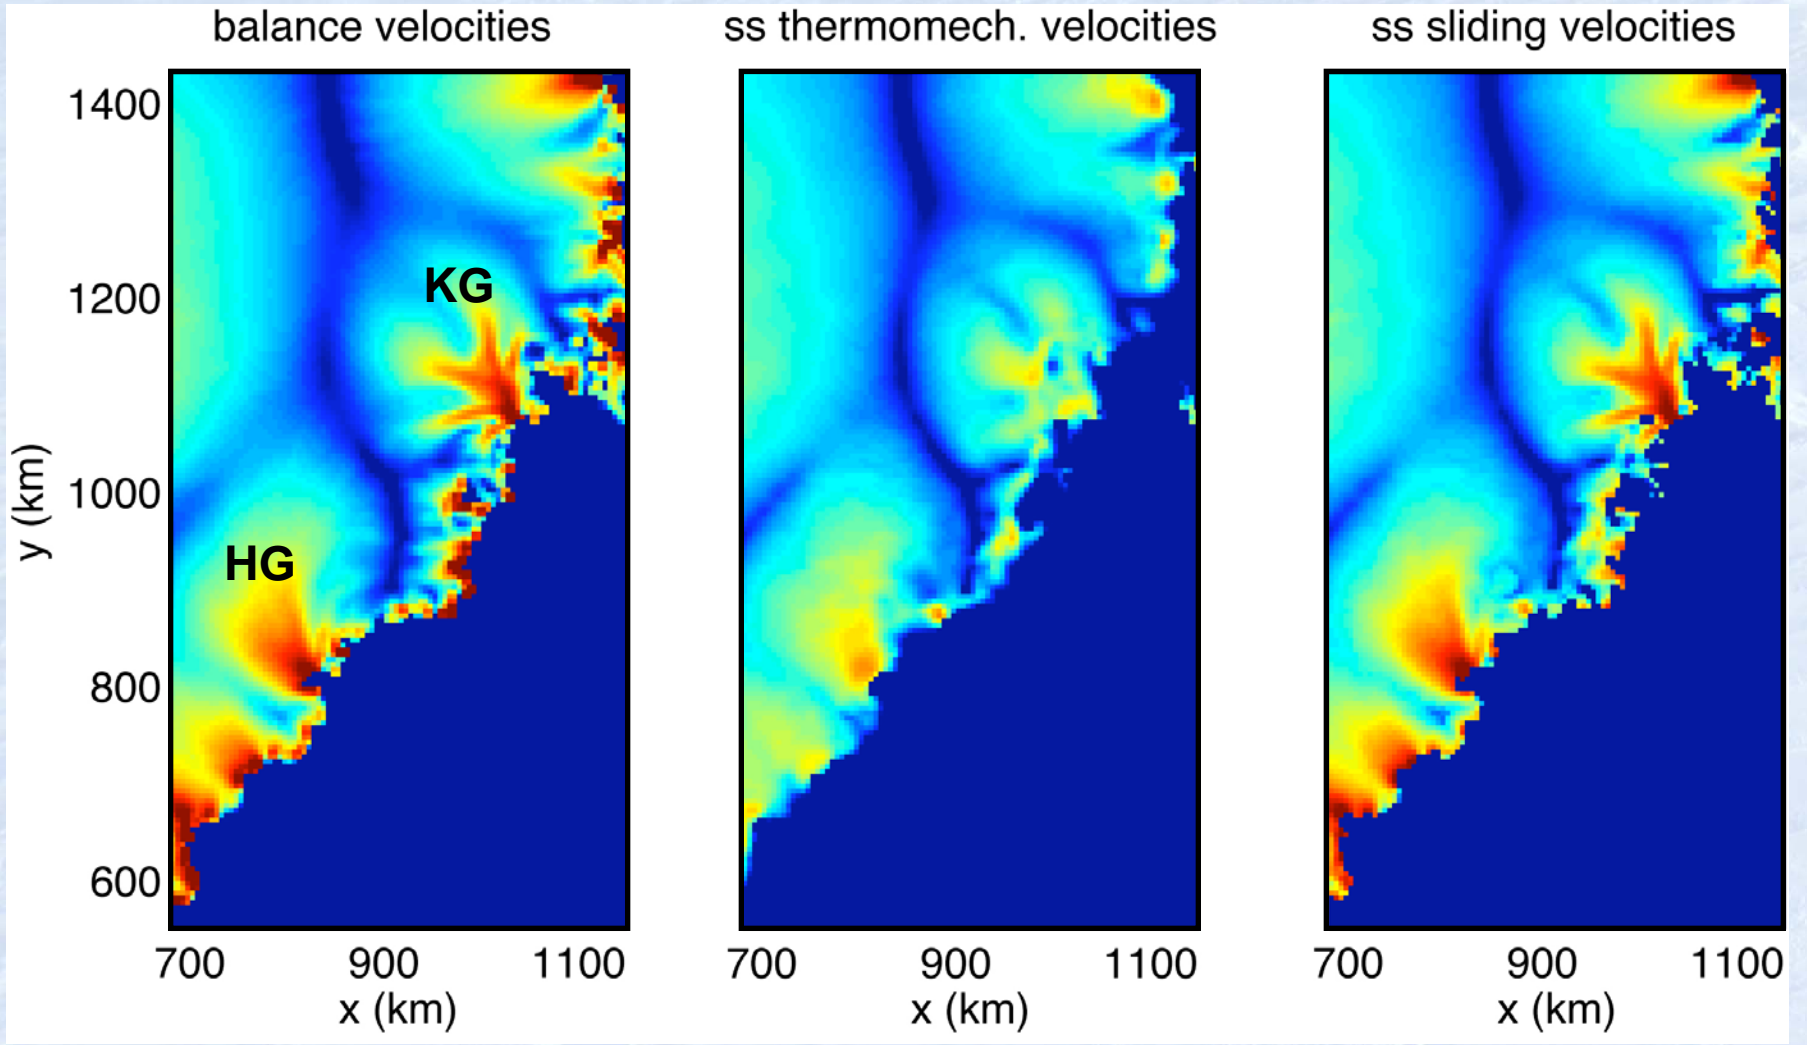 balance velocities
ss thermomech. velocities
ss sliding velocities
y (km)
1400
1200
1000
800
600
KG
HG
700 900 1100
700 900 1100
700 900 1100
x (km)
x (km)
x (km)